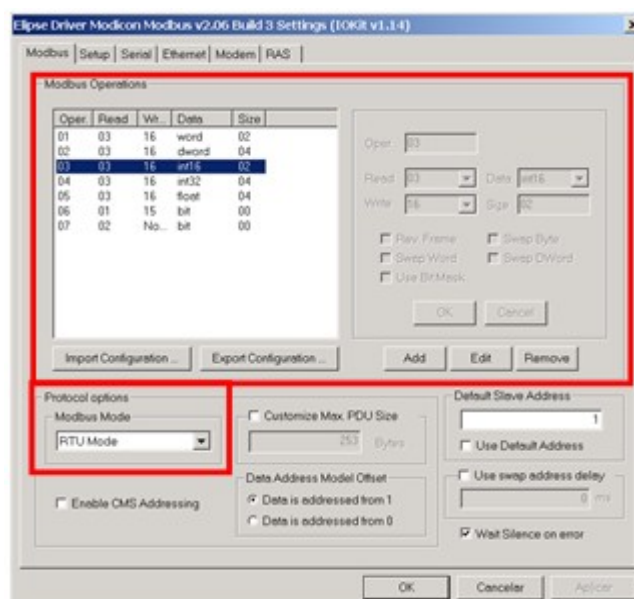 Elipse Driver Modicon Modbus v2.06 Build 3 Settings (IOKit v1.14)
Modbus Setup Serial Ethernet Modem RAS
Modbus Operations
Oper. Read Wr... Data Size
01 03 16 word 02
02 03 16 dword 04
03 03 16 int16 02
04 03 16 int32 04
05 03 16 float 04
06 01 15 bit 00
07 02 No... bit 00
Oper. 03
Read 03 Data int16
Write 16 Size 02
Rev. Frame Swap Byte
Swap Word Swap DWord
Use Bit Mask
OK Cancel
Import Configuration ... Export Configuration ... Add Edit Remove
Protocol options
Modbus Mode
RTU Mode
Enable CMS Addressing
Customize Max. PDU Size
253 Bytes
Data Address Model Offset
Data is addressed from 1
Data is addressed from 0
Default Slave Address
1
Use Default Address
Use swap address delay
0 ms
Wait Silence on error
OK Cancelar Aplicar